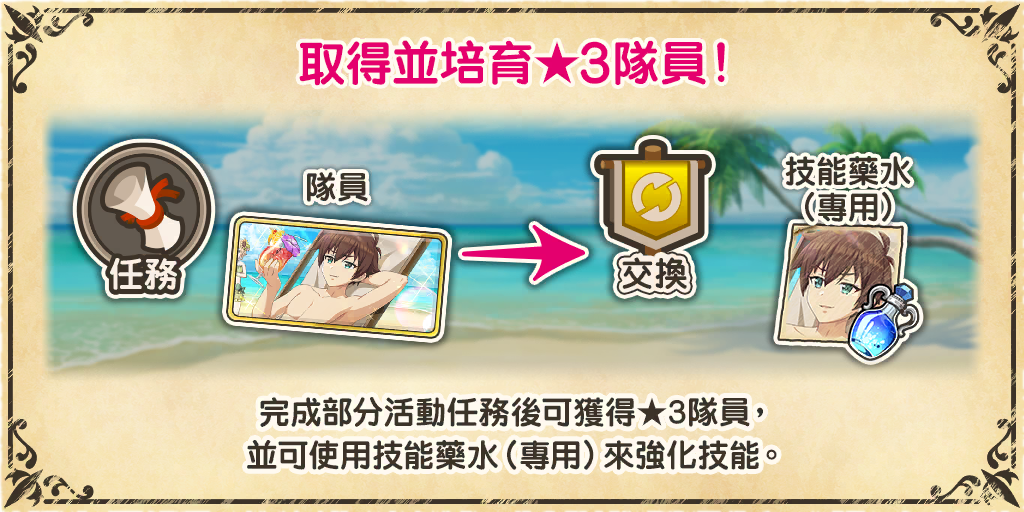 取得並培育★3隊員!
任務
隊員
交換
技能藥水
(專用)
完成部分活動任務後可獲得★3隊員，
並可使用技能藥水(專用)來強化技能。